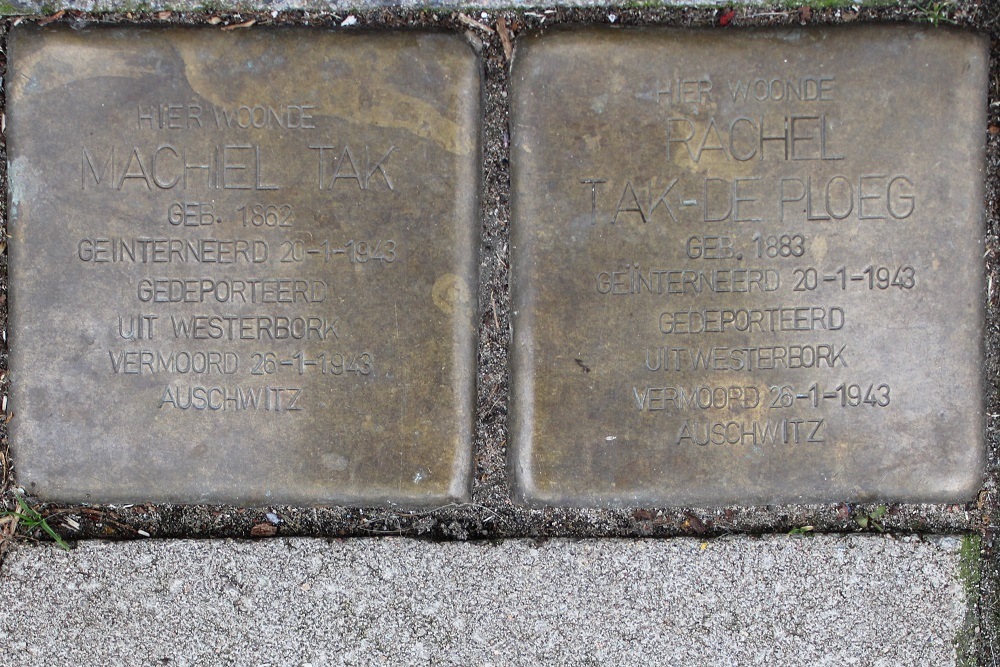 HIER WOONDE
MACHIEL TAK
GEB. 1862
GEINTERNEERD 20-1-1943
GEDEPORTEERD
UIT WESTERBORK
VERMOORD 26-1-1943
AUSCHWITZ
HIER WOONDE
RACHEL
TAK-DE PLOEG
GEB. 1883
GEÏNTERNEERD 20-1-1943
GEDEPORTEERD
UIT WESTERBORK
VERMOORD 26-1-1943
AUSCHWITZ